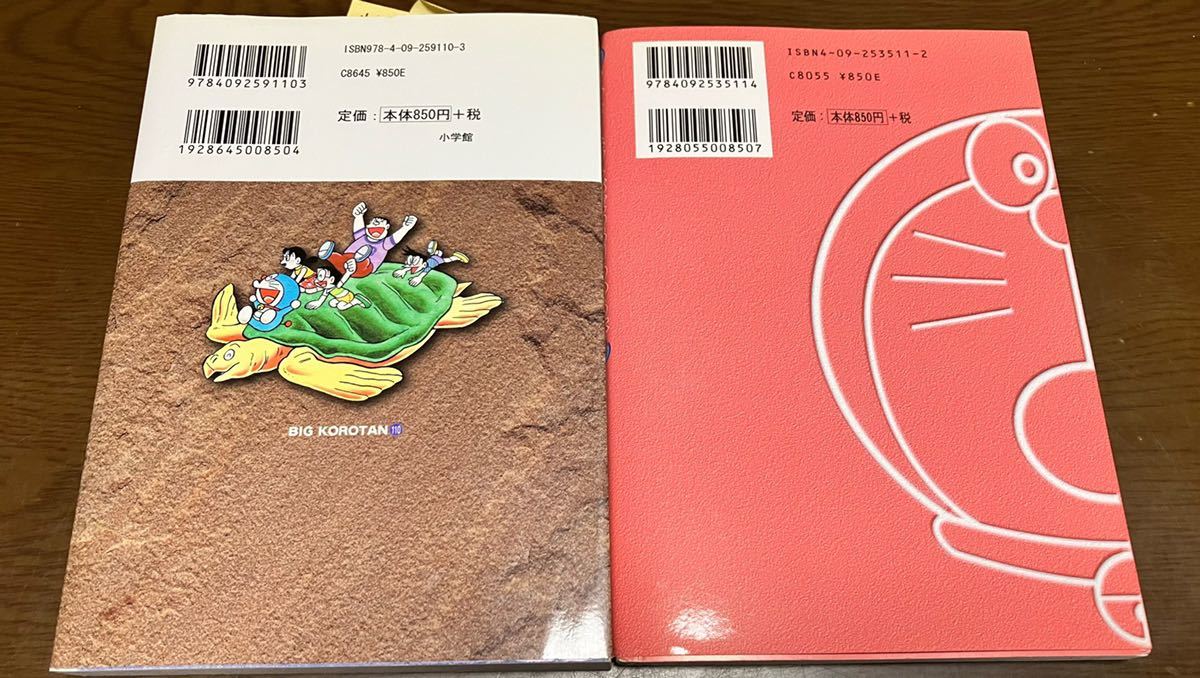 ISBN978-4-09-259110-3
9784092591103
C8645 ¥850E
定価：本体850円＋税
1928645008504
小学館
BIG KOROTAN 110
ISBN4-09-253511-2
9784092535114
C8055 ¥850E
定価：本体850円＋税
1928055008507